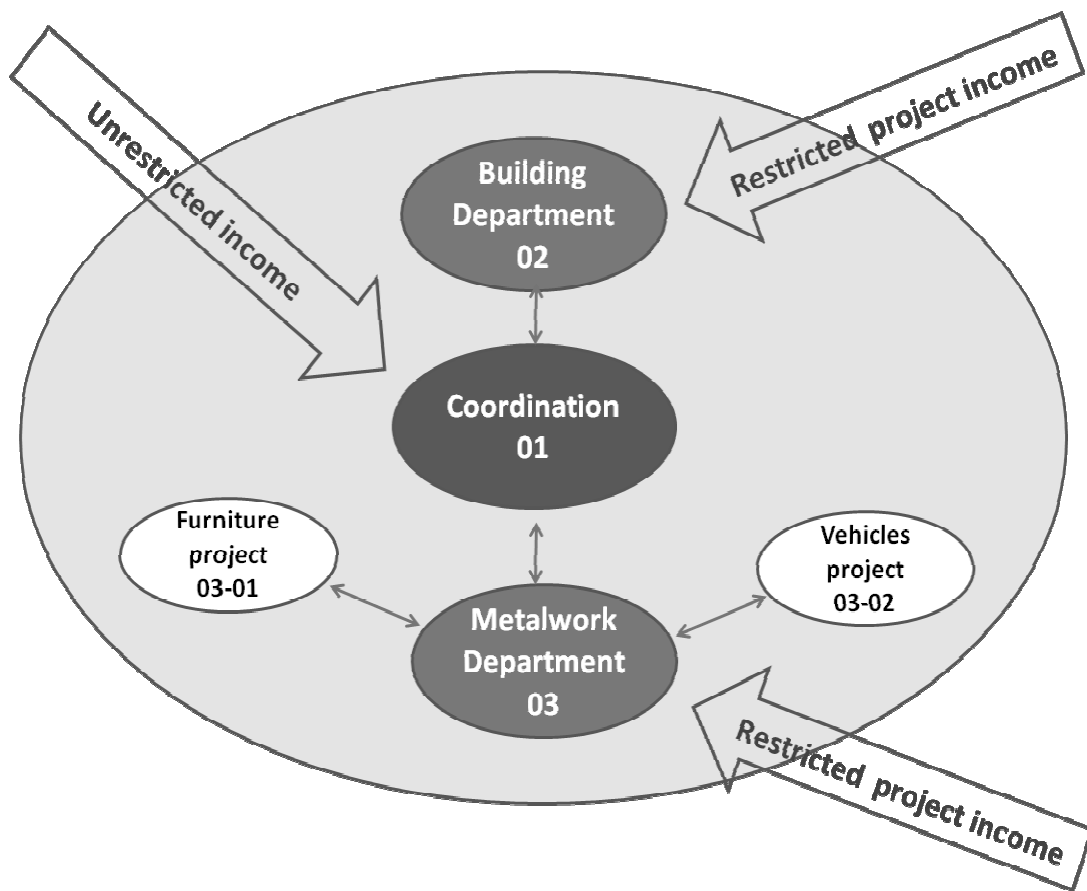 Unrestricted income
Restricted project income
Building
Department
02
Coordination
01
Furniture
project
03-01
Vehicles
project
03-02
Metalwork
Department
03
Restricted project income